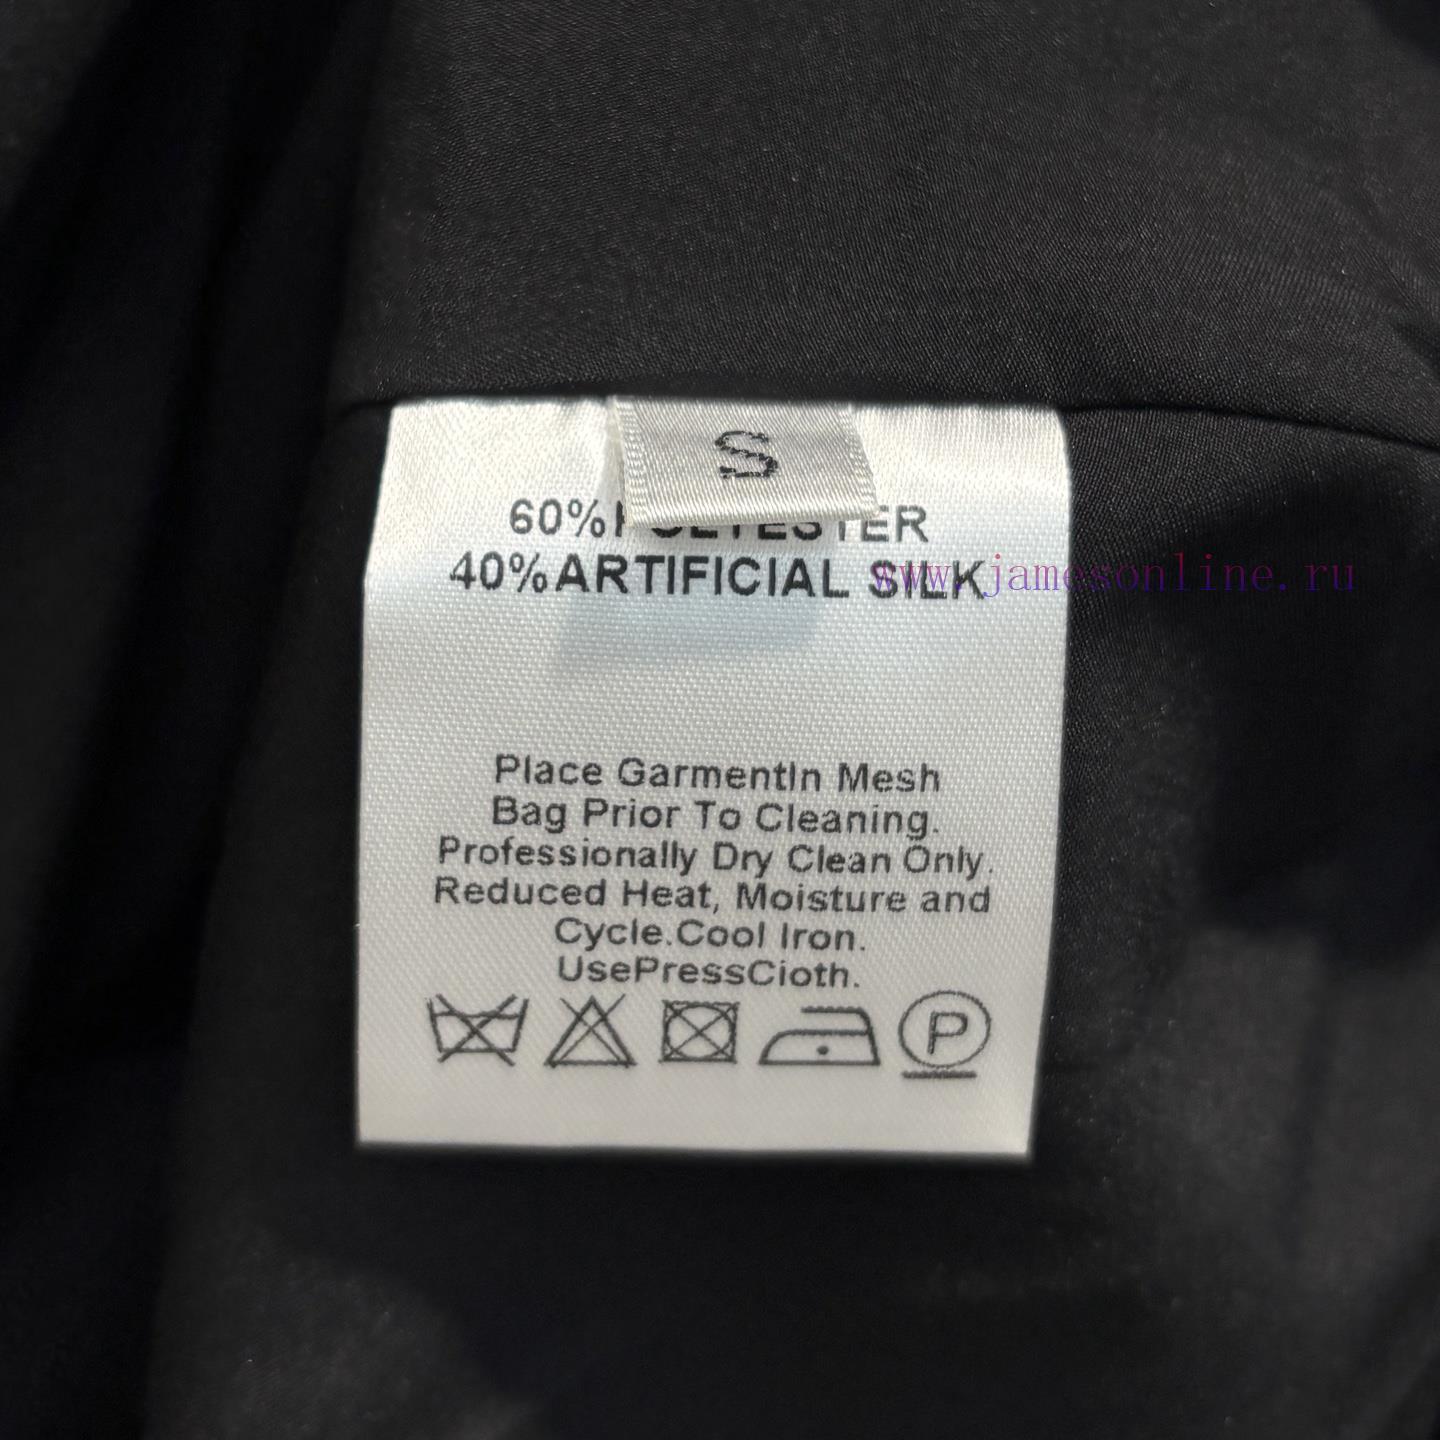 S
60%POLYESTER
40%ARTIFICIAL SILK
www.jamesonline.ru
Place GarmentIn Mesh
Bag Prior To Cleaning.
Professionally Dry Clean Only.
Reduced Heat, Moisture and
Cycle.Cool Iron.
UsePressCioth.
P